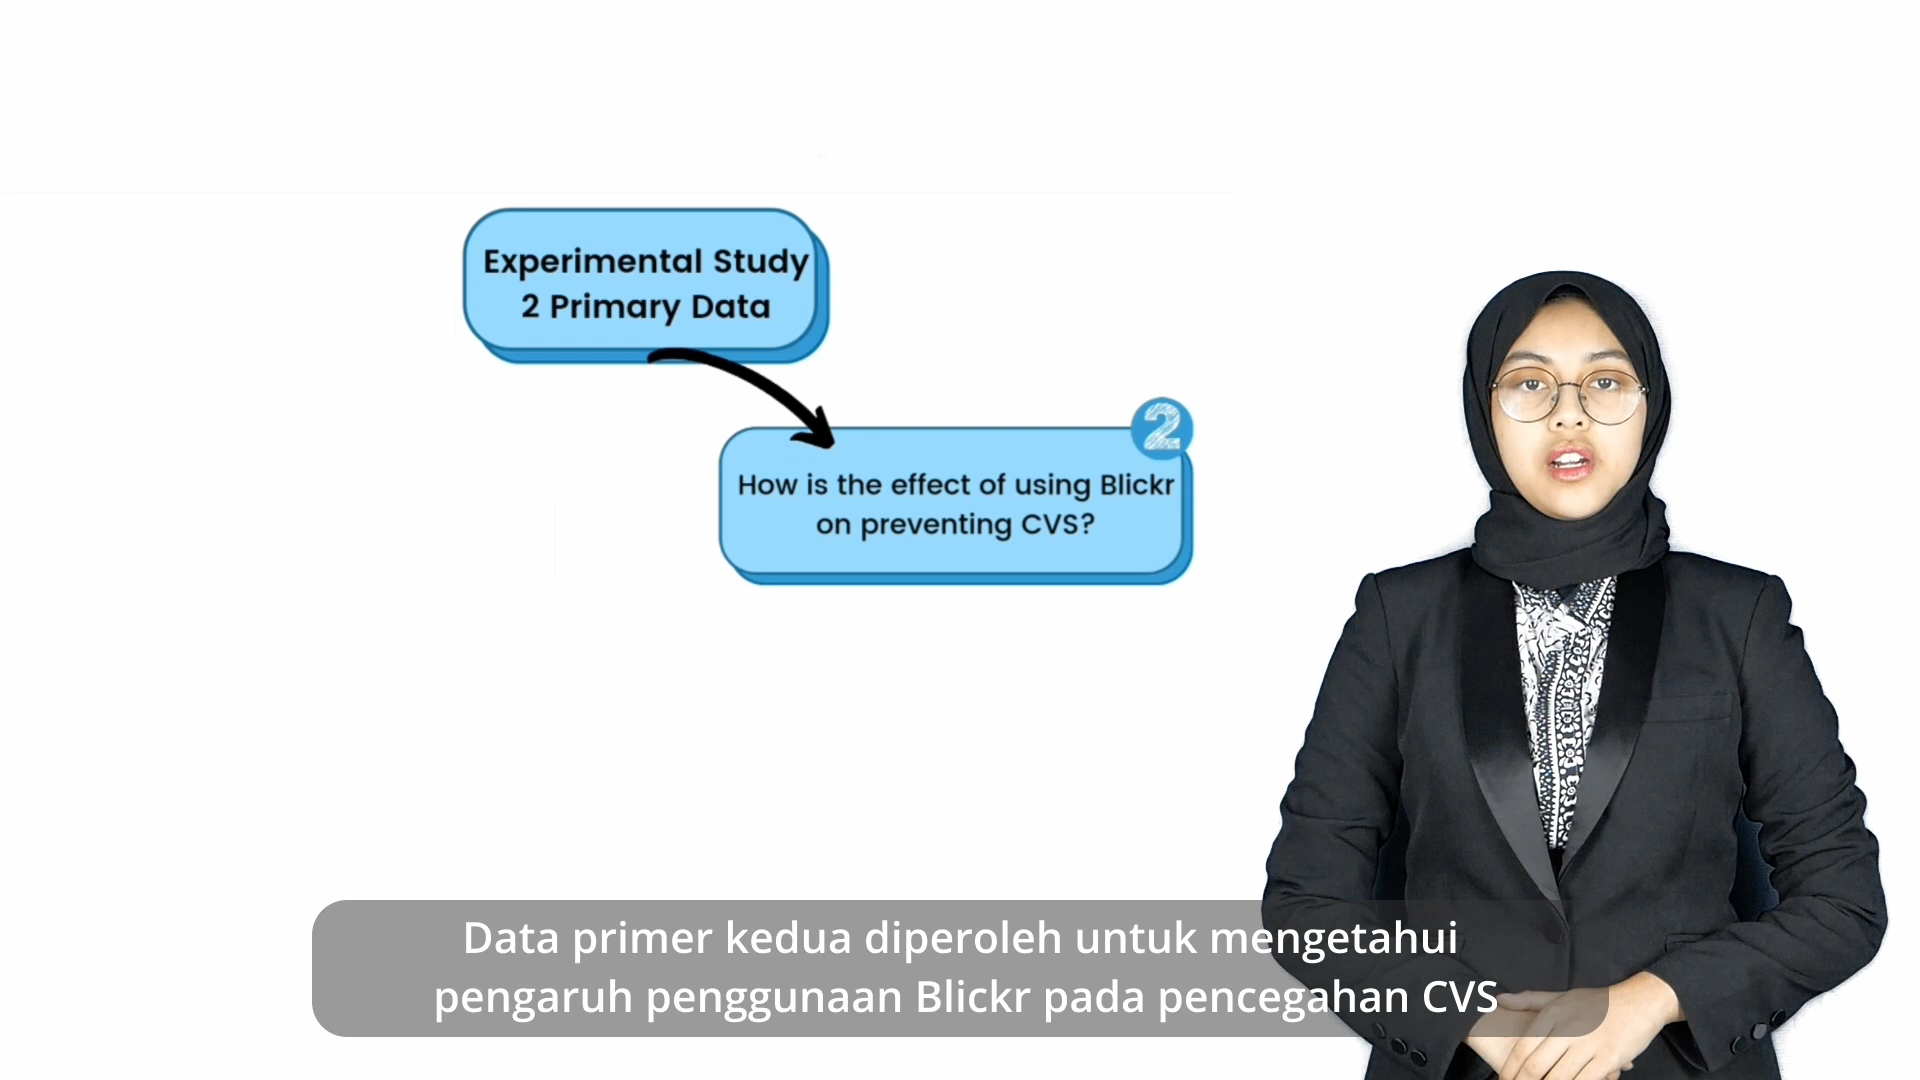 Experimental Study
2 Primary Data
2
How is the effect of using Blickr
on preventing CVS?
Data primer kedua diperoleh untuk mengetahui
pengaruh penggunaan Blickr pada pencegahan CVS